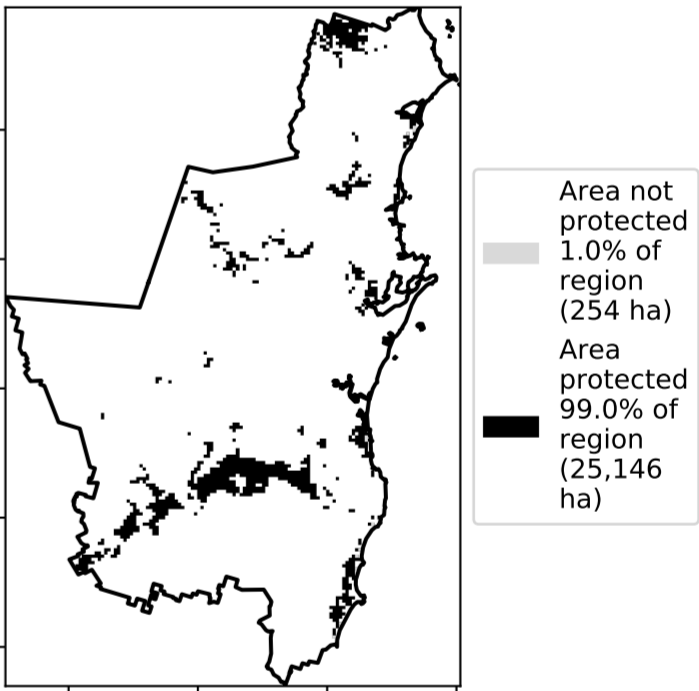 Area not
protected
1.0% of
region
(254 ha)
Area
protected
99.0% of
region
(25,146
ha)